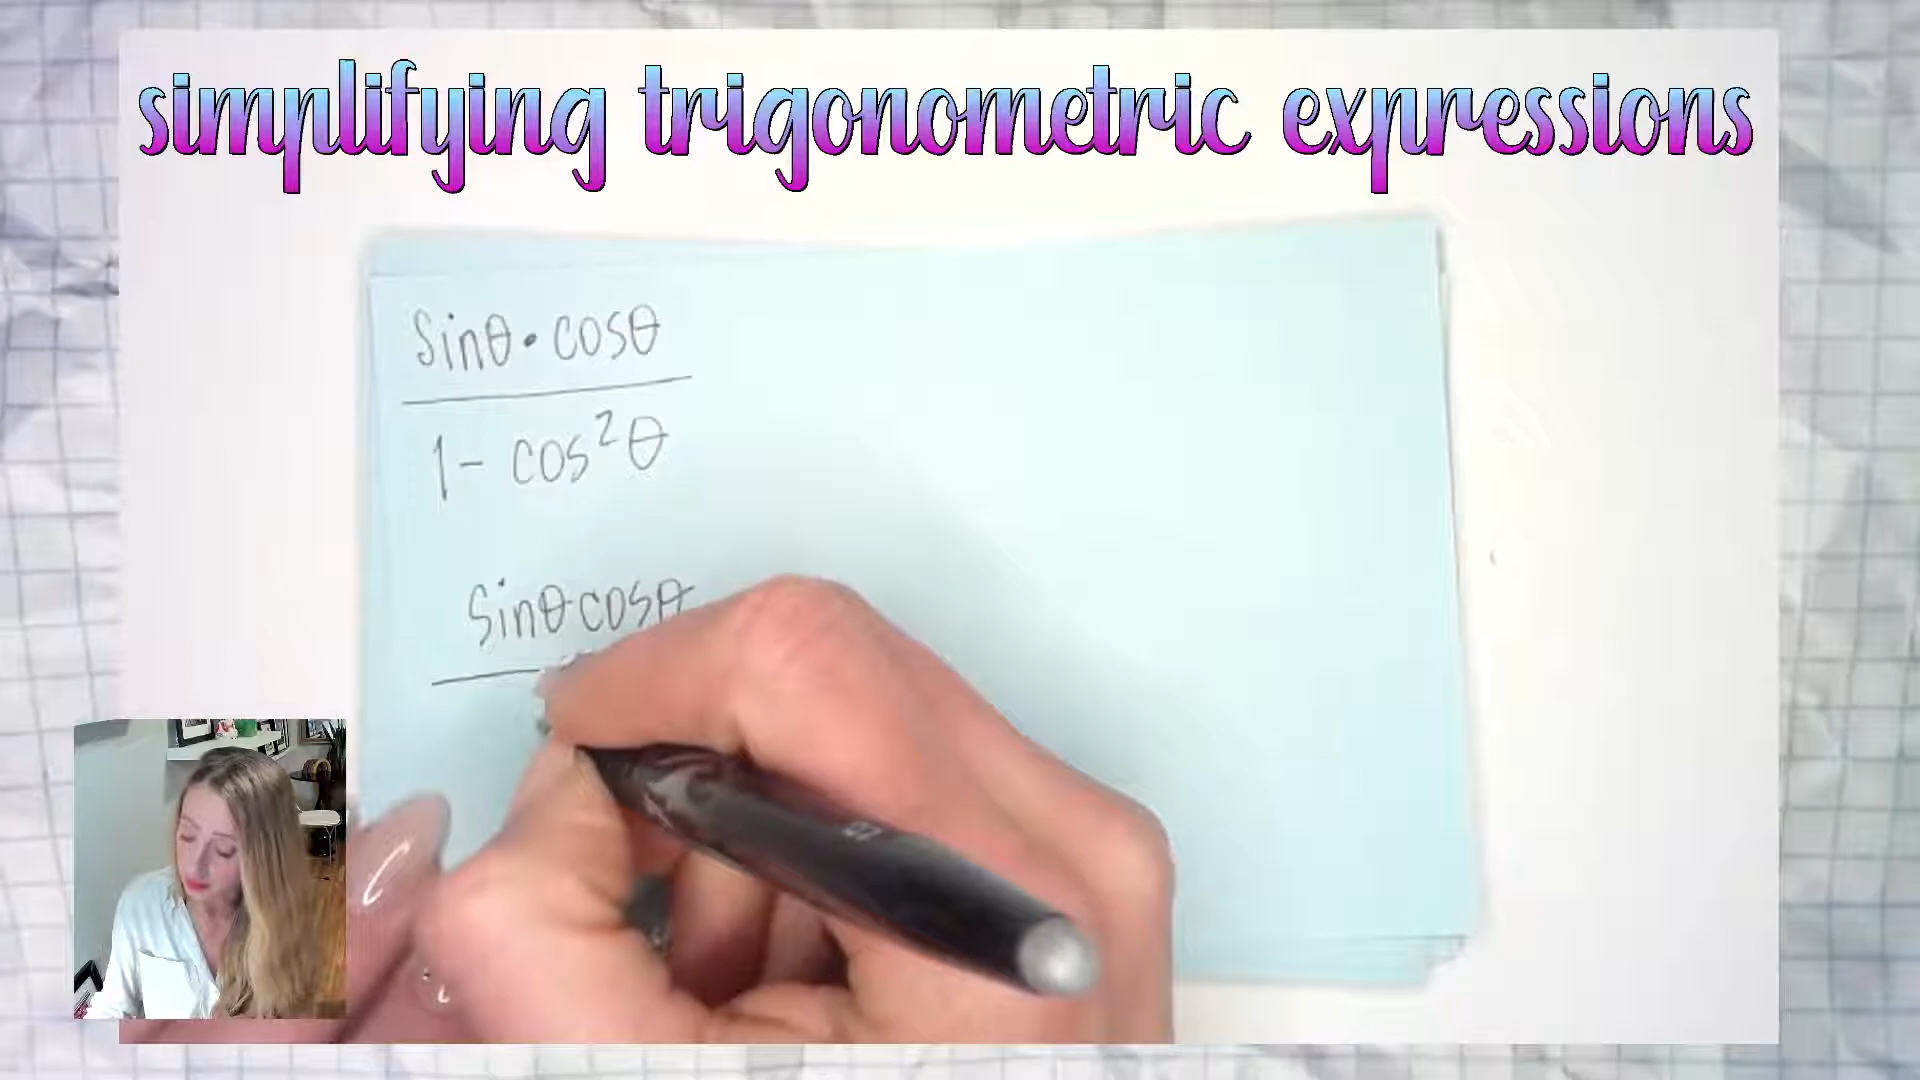 simplifying trigonometric expressions
sinθ · cosθ
1 - cos²θ
sinθ cosθ